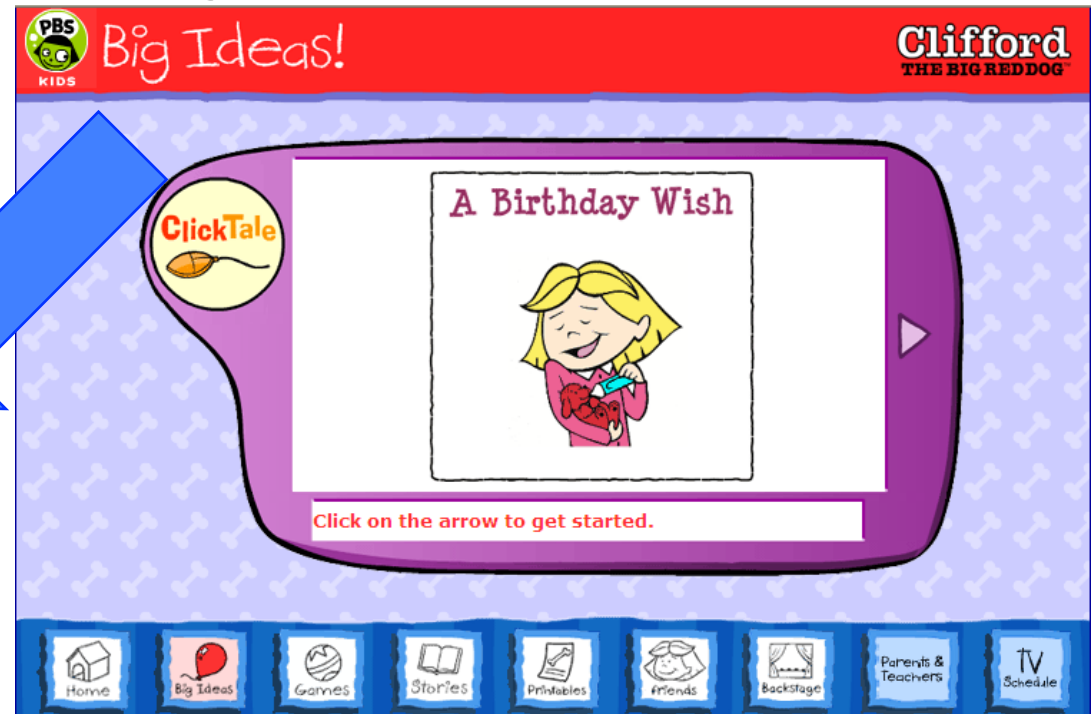 PBS
KIDS
Big Ideas!
Clifford
THE BIG RED DOG™
ClickTale
A Birthday Wish
Click on the arrow to get started.
Home
Big Ideas
Games
Stories
Printables
Friends
Backstage
Parents &
Teachers
TV
Schedule